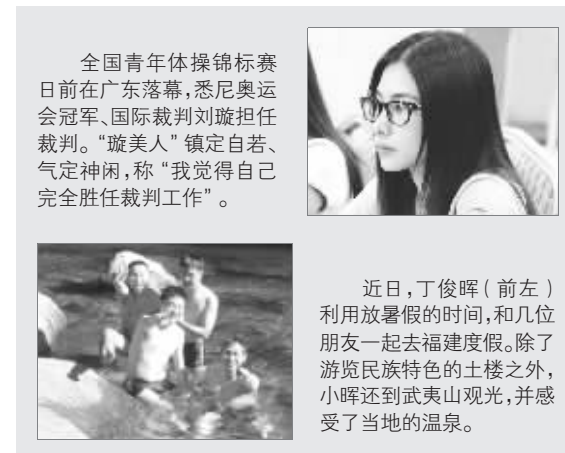 全国青年体操锦标赛
日前在广东落幕,悉尼奥运
会冠军、国际裁判刘璇担任
裁判。“璇美人”镇定自若、
气定神闲,称“我觉得自己
完全胜任裁判工作”。
近日,丁俊晖(前左)
利用放暑假的时间,和几位
朋友一起去福建度假。除了
游览民族特色的土楼之外,
小晖还到武夷山观光,并感
受了当地的温泉。